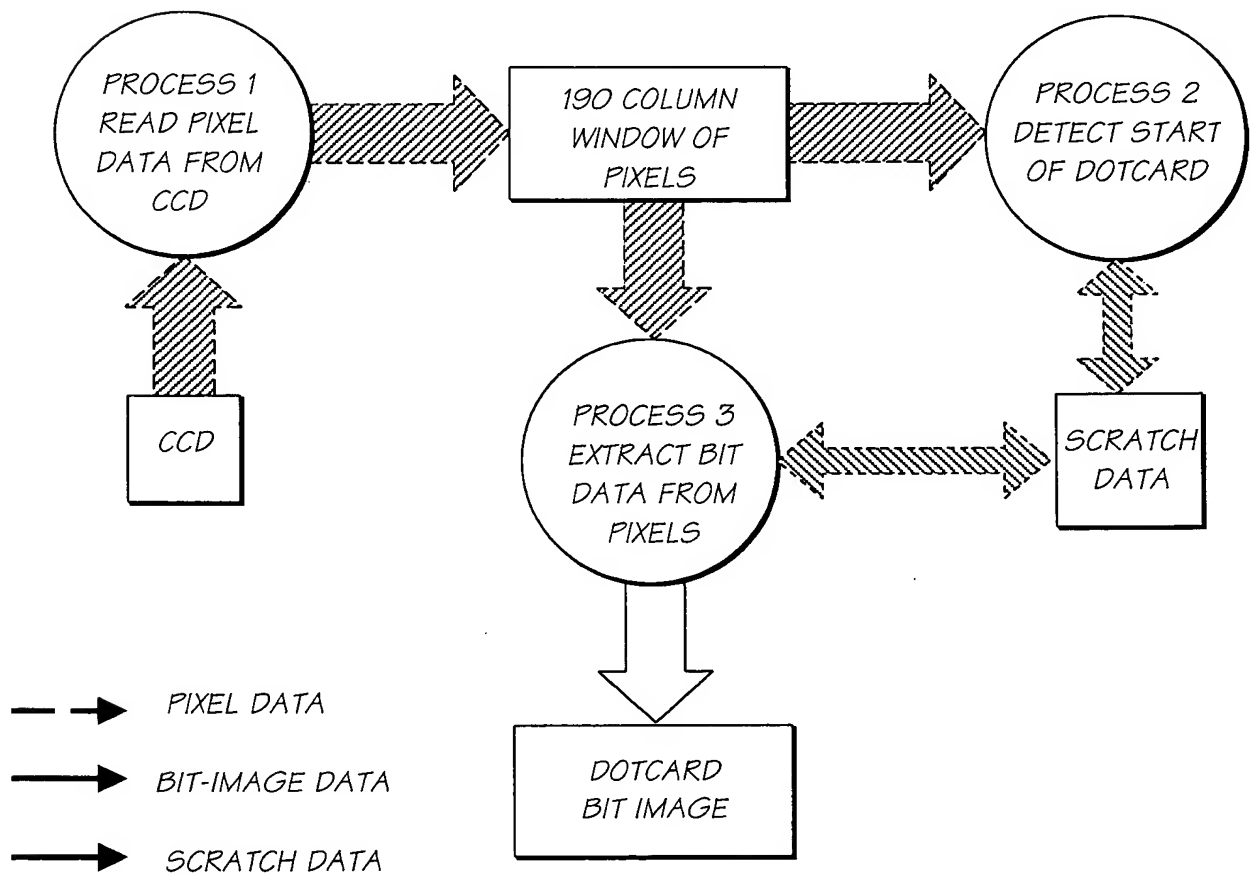 PROCESS 1
READ PIXEL
DATA FROM
CCD
190 COLUMN
WINDOW OF
PIXELS
PROCESS 2
DETECT START
OF DOTCARD
CCD
PROCESS 3
EXTRACT BIT
DATA FROM
PIXELS
SCRATCH
DATA
DOTCARD
BIT IMAGE
PIXEL DATA
BIT-IMAGE DATA
SCRATCH DATA